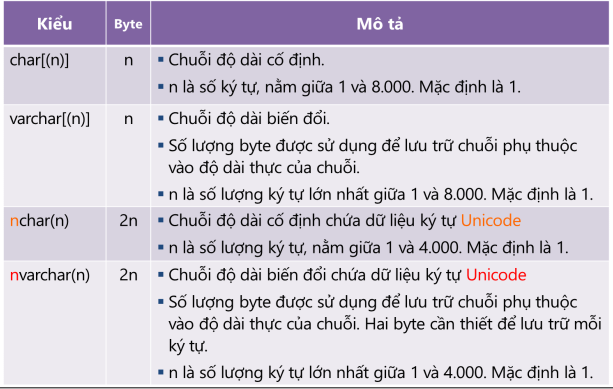 Kiểu Byte Mô tả
char[(n)] n ▪ Chuỗi độ dài cố định.
▪ n là số ký tự, nằm giữa 1 và 8.000. Mặc định là 1.
varchar[(n)] n ▪ Chuỗi độ dài biến đổi.
▪ Số lượng byte được sử dụng để lưu trữ chuỗi phụ thuộc
vào độ dài thực của chuỗi.
▪ n là số lượng ký tự lớn nhất giữa 1 và 8.000. Mặc định là 1.
nchar(n) 2n ▪ Chuỗi độ dài cố định chứa dữ liệu ký tự Unicode
▪ n là số lượng ký tự, nằm giữa 1 và 4.000. Mặc định là 1.
nvarchar(n) 2n ▪ Chuỗi độ dài biến đổi chứa dữ liệu ký tự Unicode
▪ Số lượng byte được sử dụng để lưu trữ chuỗi phụ thuộc
vào độ dài thực của chuỗi. Hai byte cần thiết để lưu trữ mỗi
ký tự.
▪ n là số lượng ký tự lớn nhất giữa 1 và 4.000. Mặc định là 1.